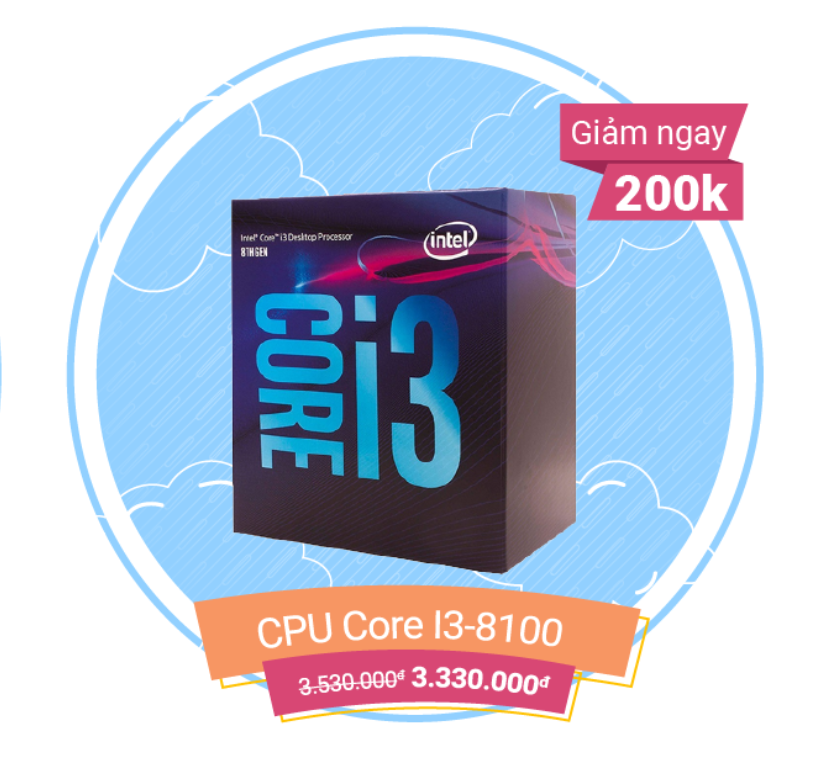 Giảm ngay
200k
Intel® Core™ i3 Desktop Processor
8TH GEN
intel
CORE i3
CPU Core I3-8100
3.530.000đ 3.330.000đ